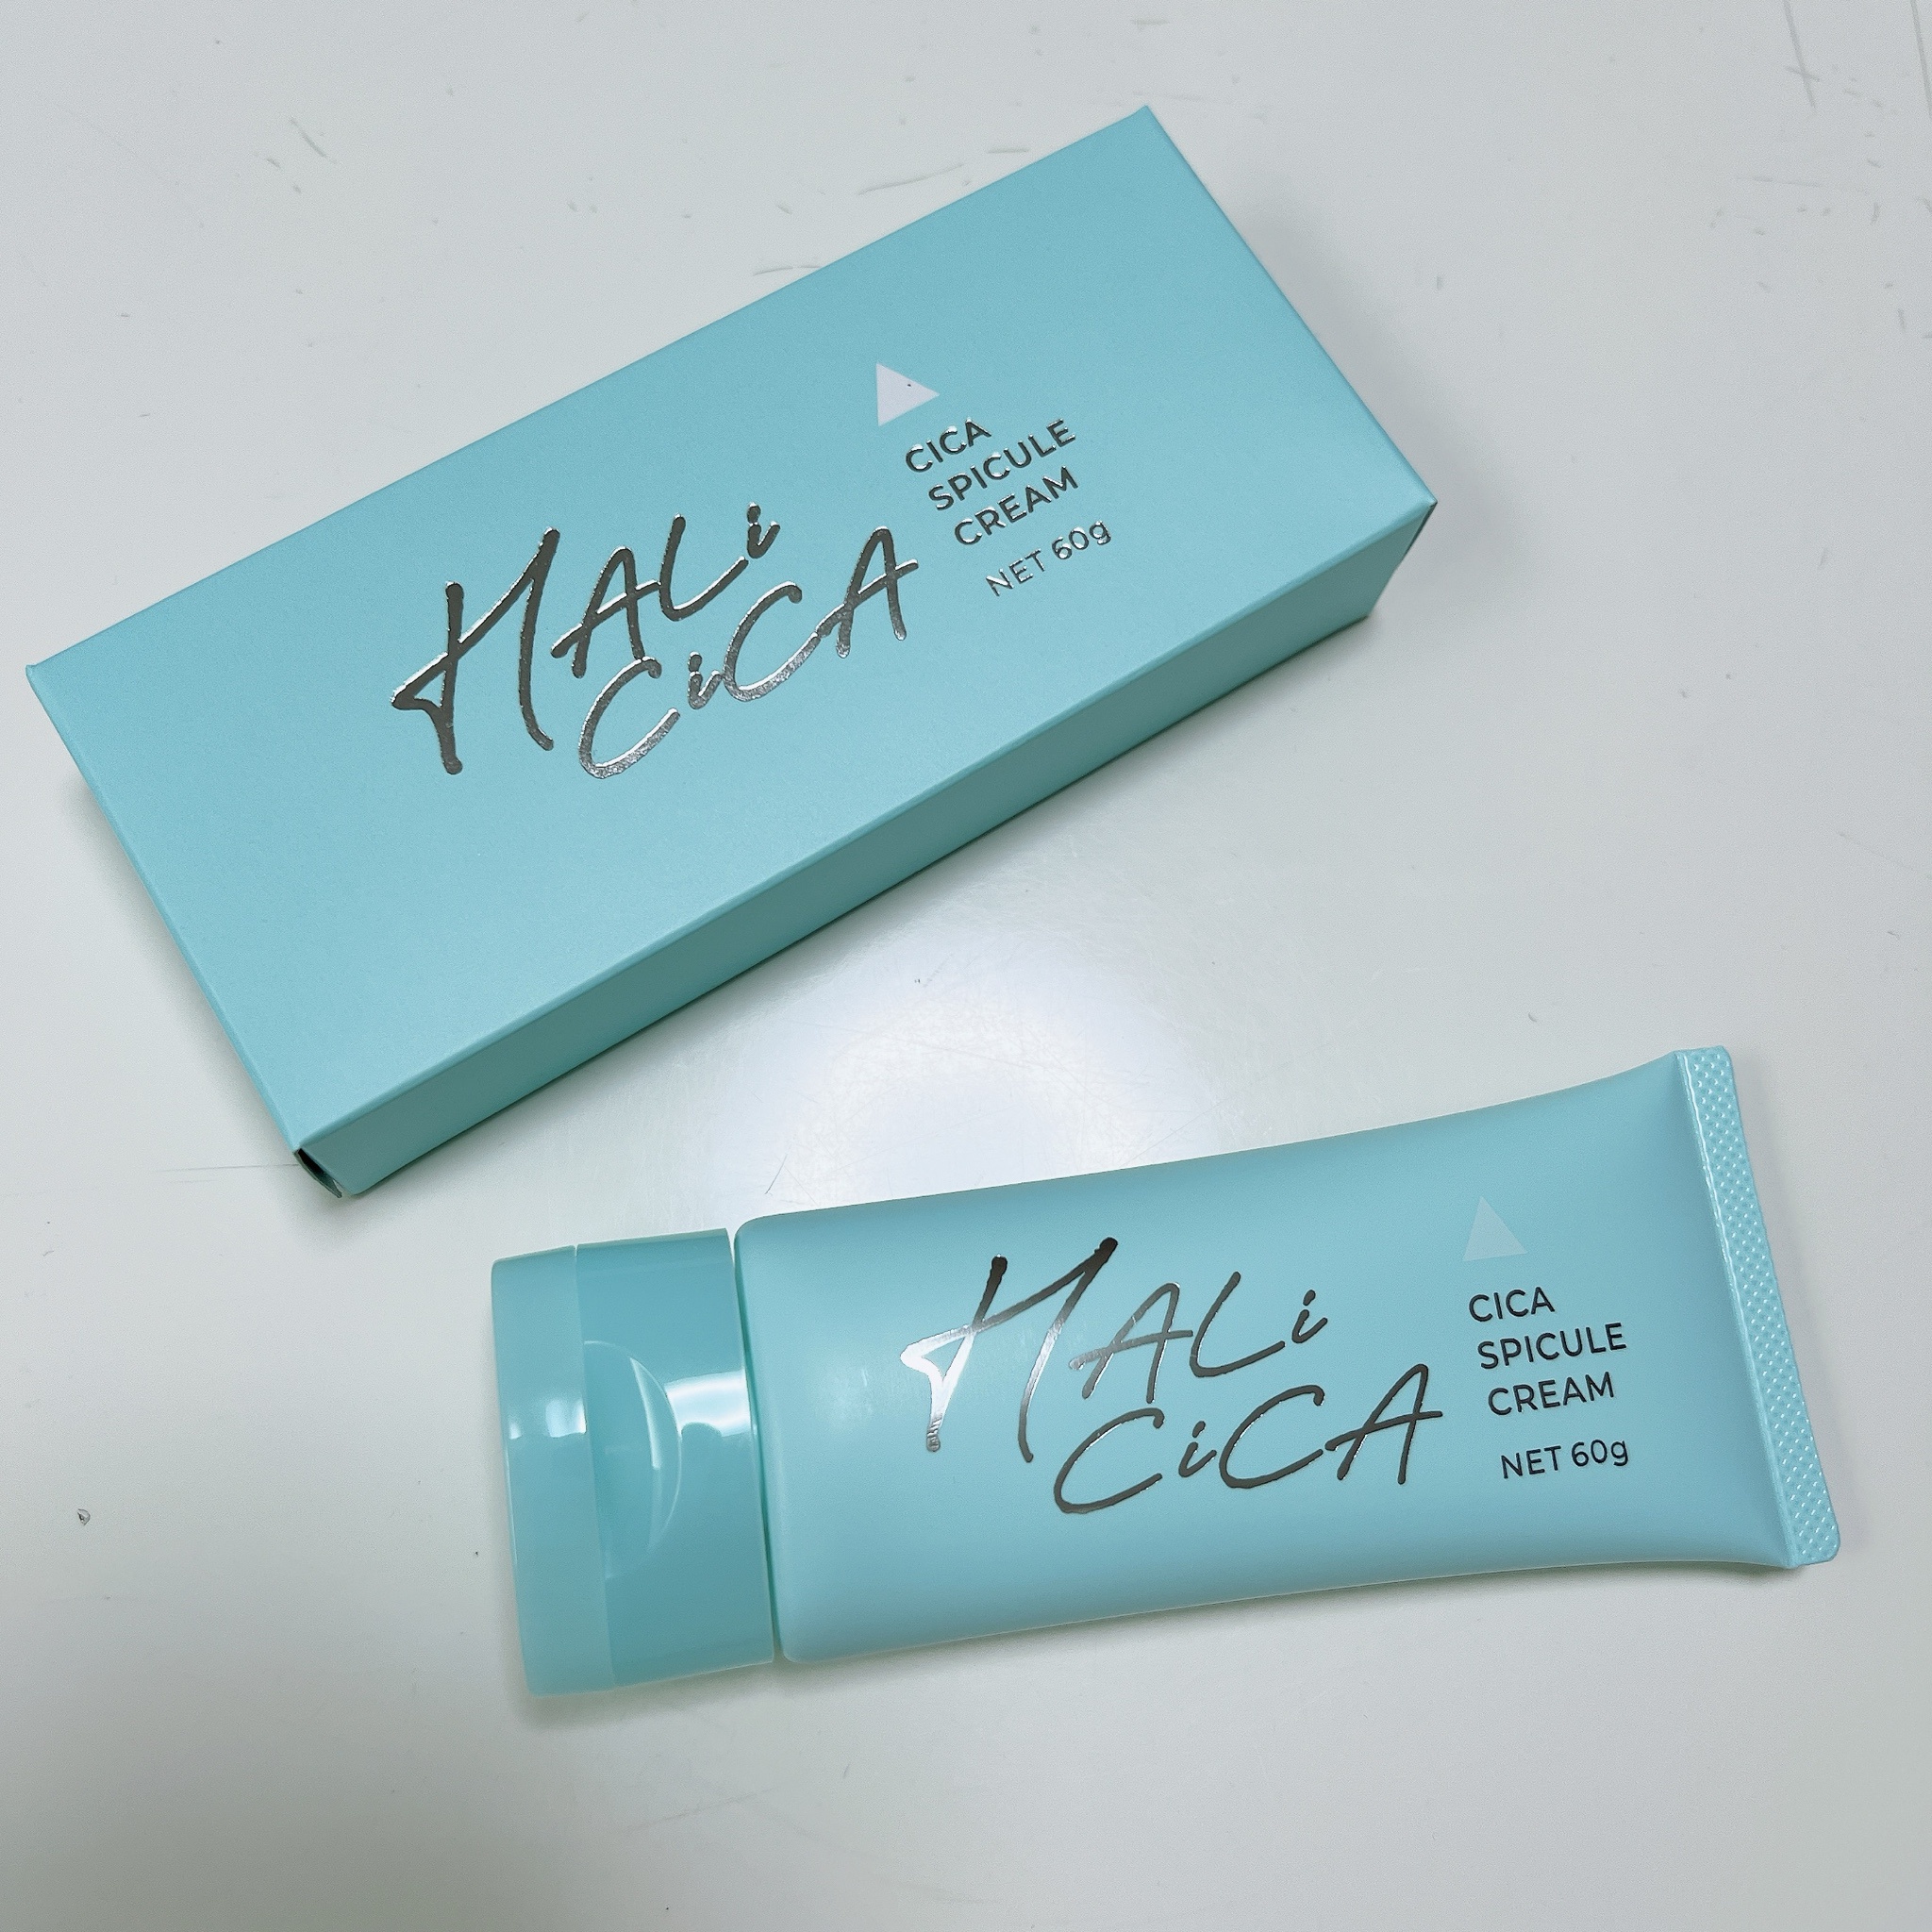 HALi
CiCA
CICA
SPICULE
CREAM
NET 60g
HALi
CiCA
CICA
SPICULE
CREAM
NET 60g